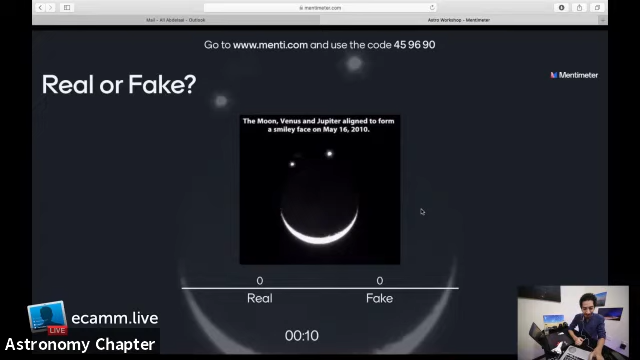 mentimeter.com
Mail - Ali Abdelaal - Outlook
Astro Workshop - Mentimeter
Go to www.menti.com and use the code 45 96 90
Real or Fake?
Mentimeter
The Moon, Venus and Jupiter aligned to form
a smiley face on May 16, 2010.
0
0
Real
Fake
00:10
LIVE
ecamm.live
Astronomy Chapter